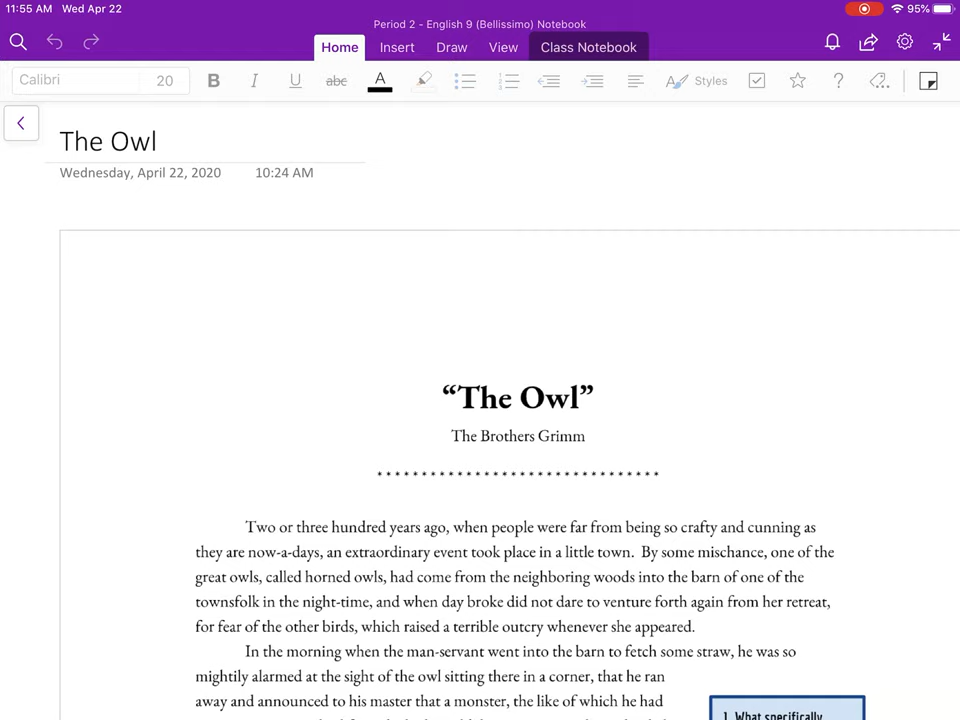 11:55 AM Wed Apr 22 95%
Period 2 - English 9 (Bellissimo) Notebook
Home Insert Draw View Class Notebook
Calibri 20 B I U abc A Styles ?
The Owl
Wednesday, April 22, 2020 10:24 AM
“The Owl”
The Brothers Grimm
* * * * * * * * * * * * * * * * * * * * * * * * * * * * * * * *
Two or three hundred years ago, when people were far from being so crafty and cunning as
they are now-a-days, an extraordinary event took place in a little town. By some mischance, one of the
great owls, called horned owls, had come from the neighboring woods into the barn of one of the
townsfolk in the night-time, and when day broke did not dare to venture forth again from her retreat,
for fear of the other birds, which raised a terrible outcry whenever she appeared.
In the morning when the man-servant went into the barn to fetch some straw, he was so
mightily alarmed at the sight of the owl sitting there in a corner, that he ran
away and announced to his master that a monster, the like of which he had
1. What specifically